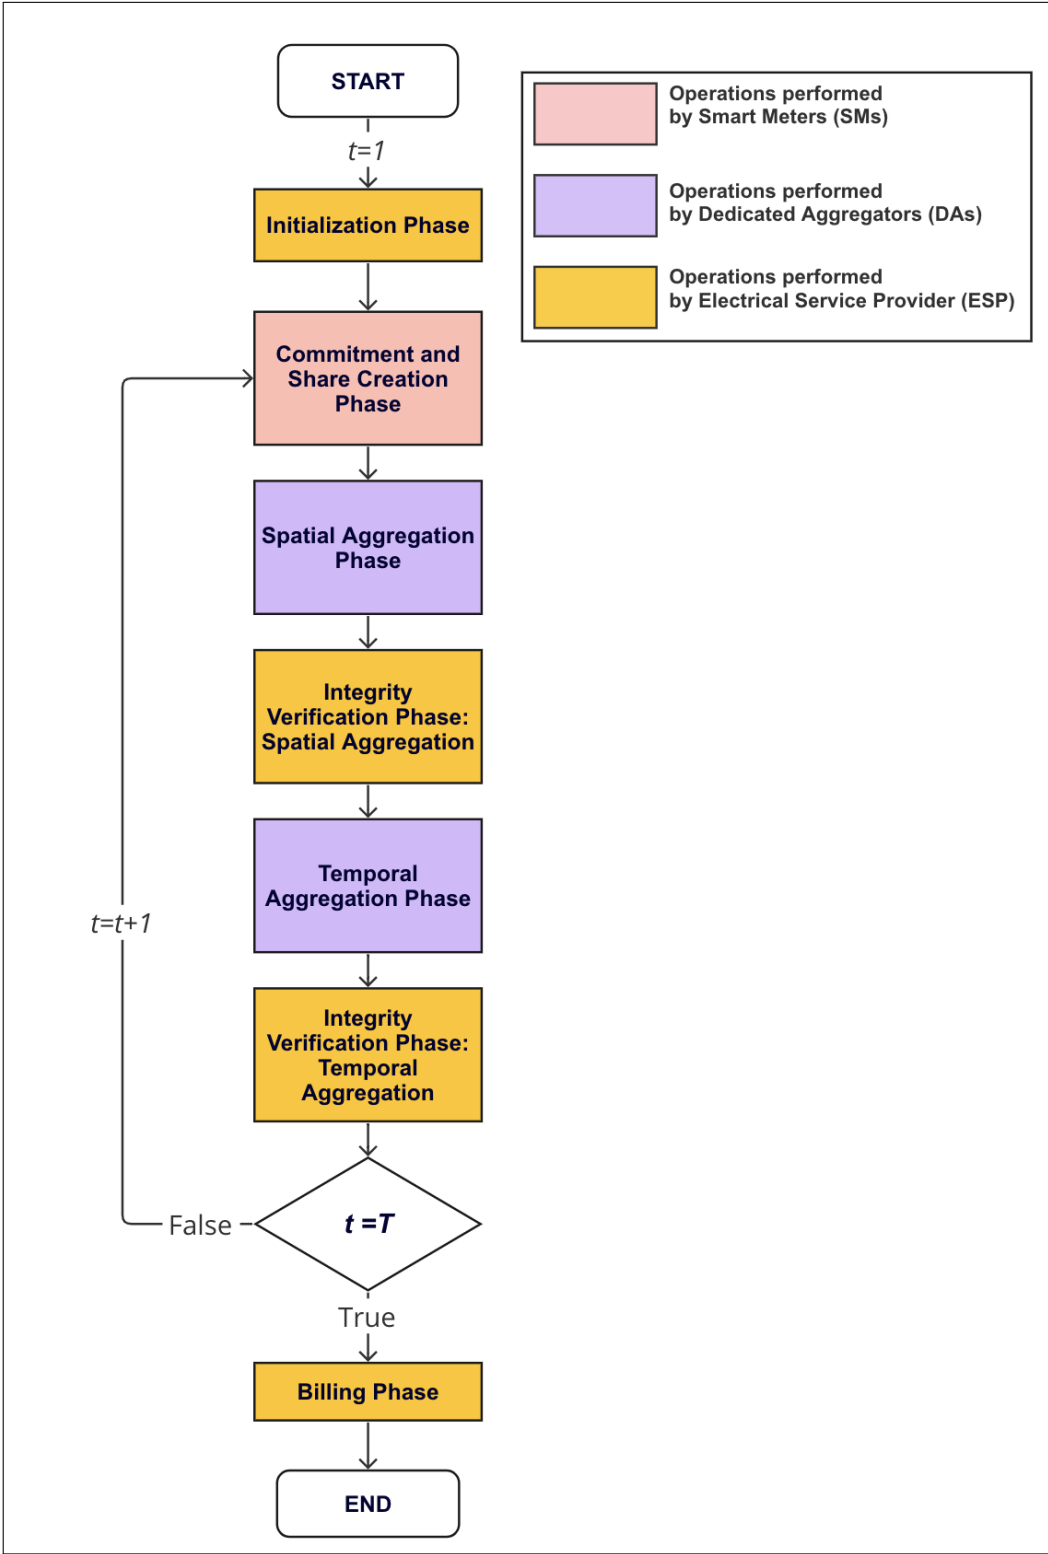 START
t=1
Initialization Phase
Commitment and
Share Creation
Phase
Spatial Aggregation
Phase
Integrity
Verification Phase:
Spatial Aggregation
Temporal
Aggregation Phase
t=t+1
Integrity
Verification Phase:
Temporal
Aggregation
t =T
False
True
Billing Phase
END
Operations performed
by Smart Meters (SMs)
Operations performed
by Dedicated Aggregators (DAs)
Operations performed
by Electrical Service Provider (ESP)